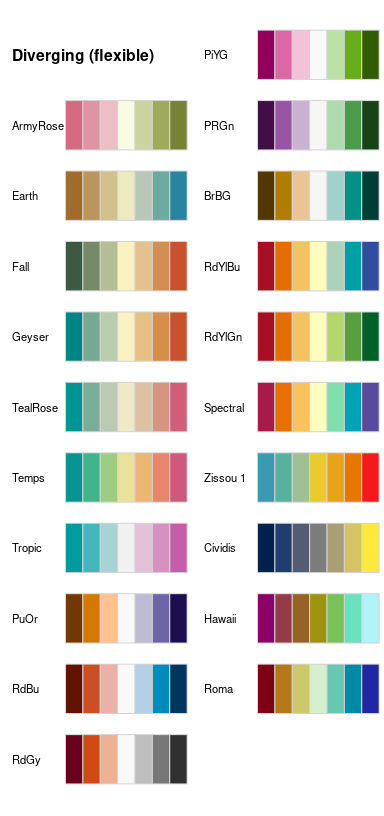 Diverging (flexible)
ArmyRose
Earth
Fall
Geyser
TealRose
Temps
Tropic
PuOr
RdBu
RdGy
PiYG
PRGn
BrBG
RdYlBu
RdYlGn
Spectral
Zissou 1
Cividis
Hawaii
Roma